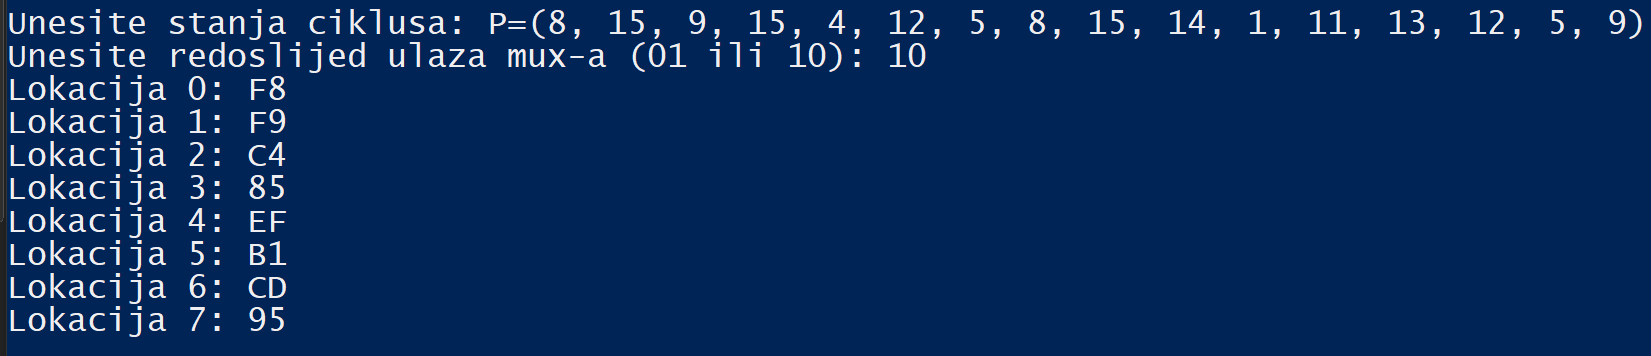 Unesite stanja ciklusa: P=(8, 15, 9, 15, 4, 12, 5, 8, 15, 14, 1, 11, 13, 12, 5, 9)
Unesite redoslijed ulaza mux-a (01 ili 10): 10
Lokacija 0: F8
Lokacija 1: F9
Lokacija 2: C4
Lokacija 3: 85
Lokacija 4: EF
Lokacija 5: B1
Lokacija 6: CD
Lokacija 7: 95